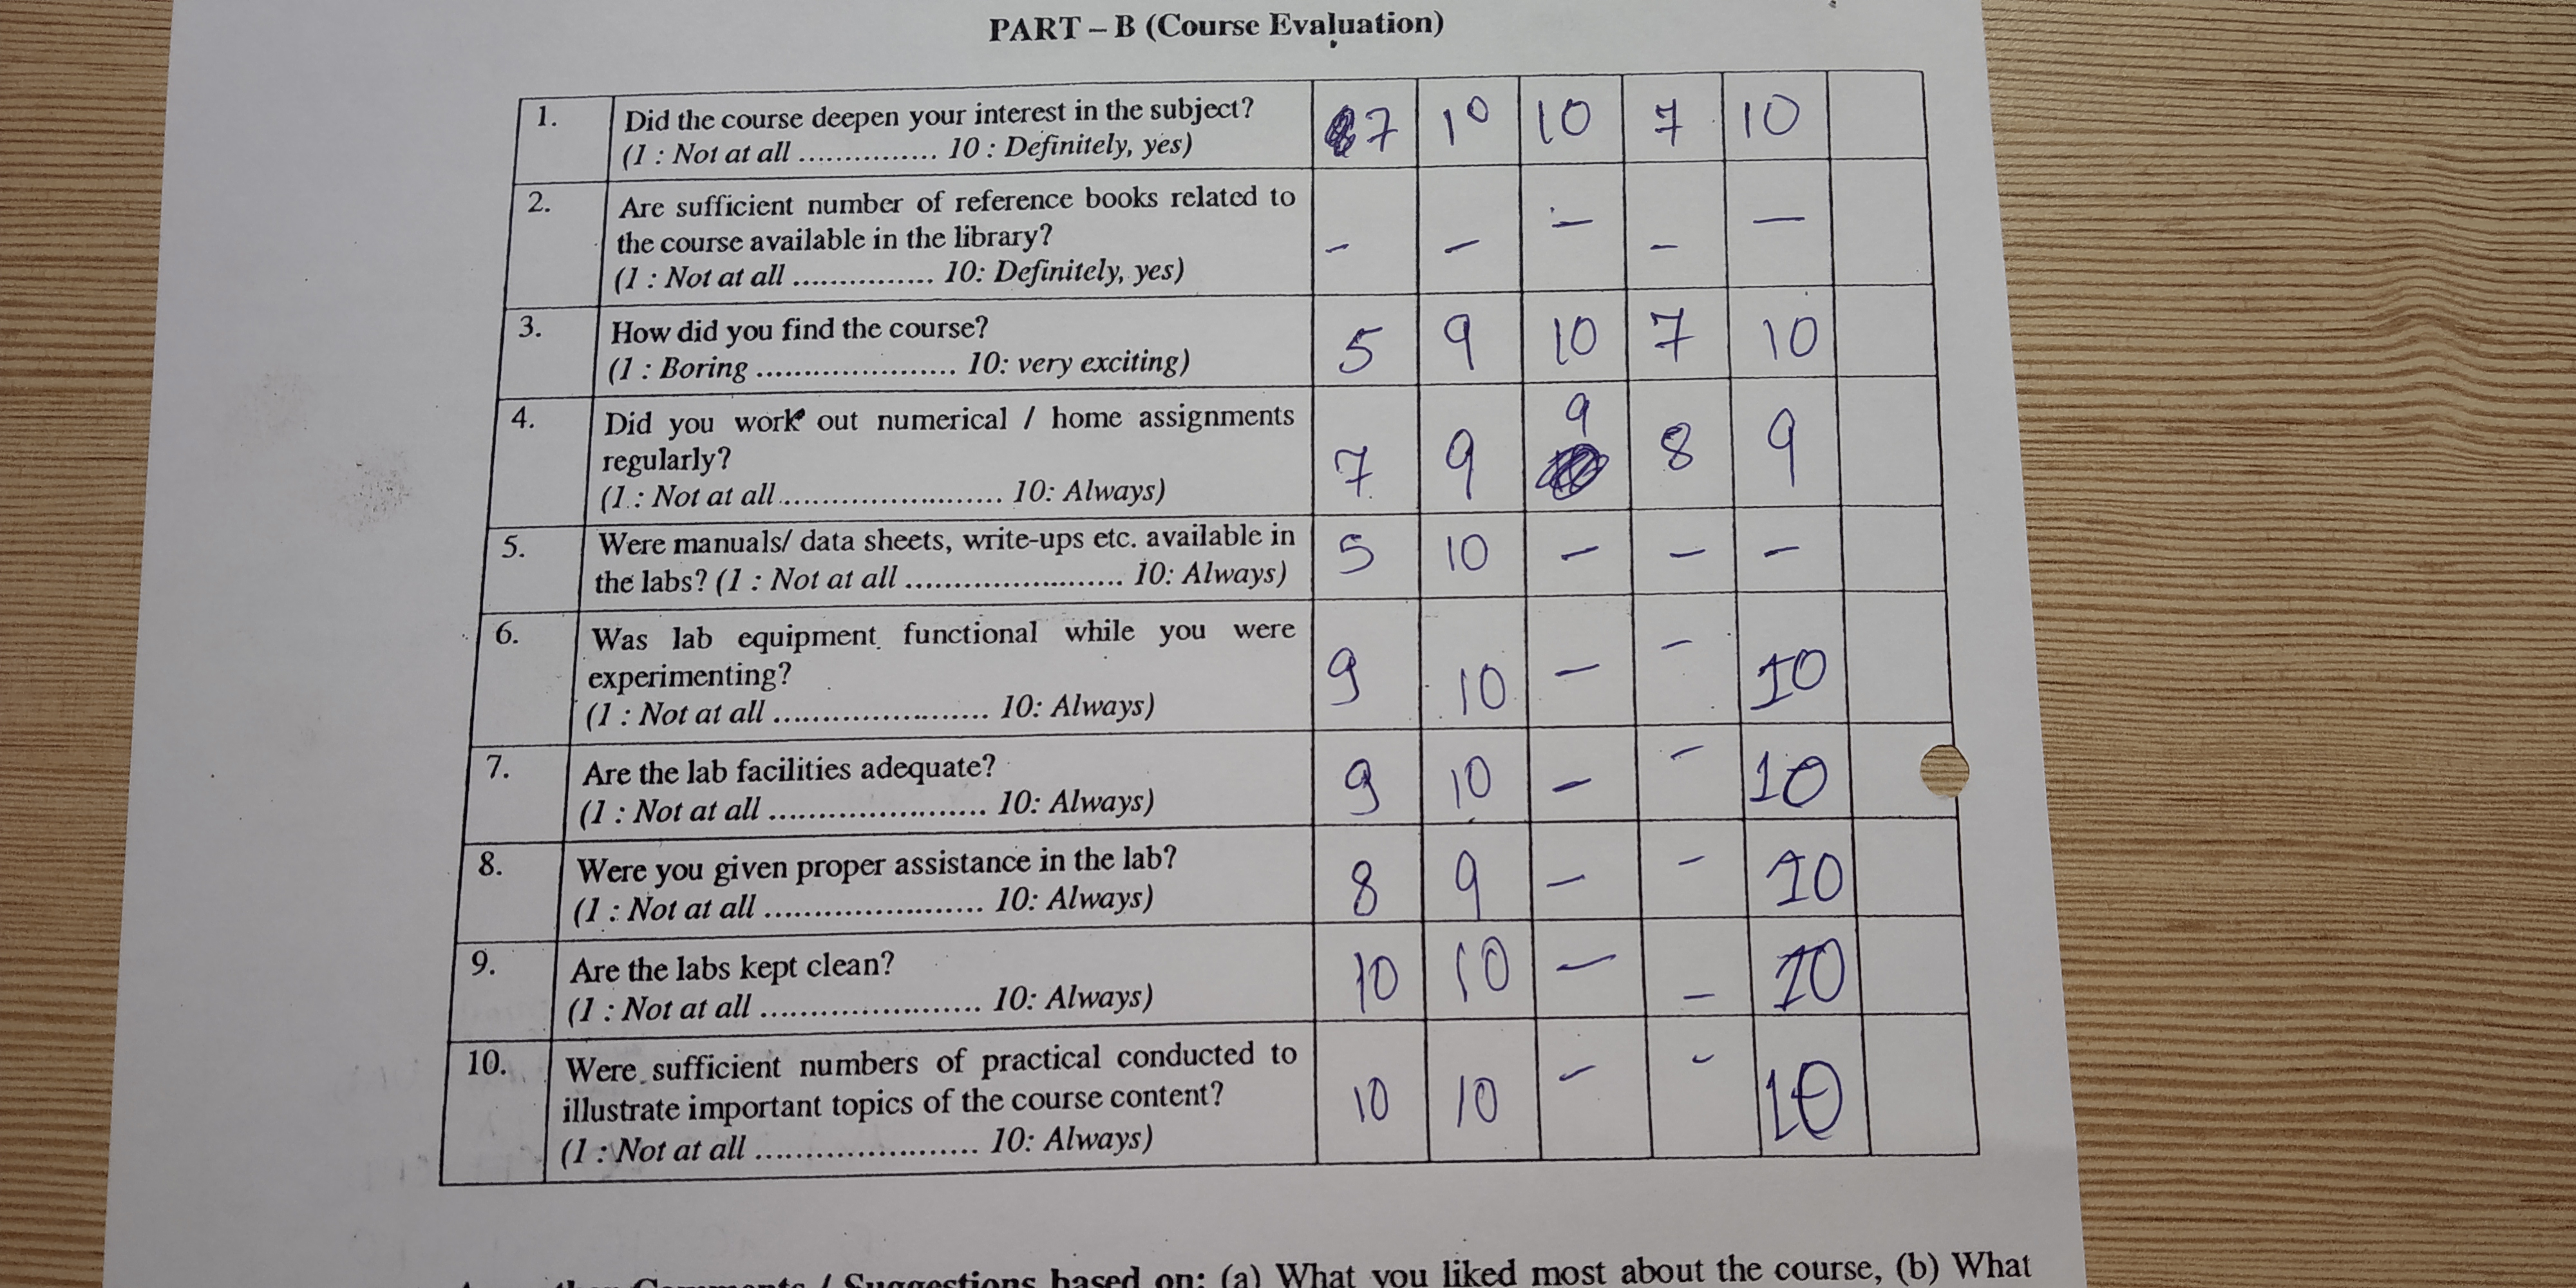 PART – B (Course Evaluation)
1. Did the course deepen your interest in the subject? 7 10 10 7 10
(1 : Not at all ............... 10 : Definitely, yes)
2. Are sufficient number of reference books related to
the course available in the library? – – – – –
(1 : Not at all ............... 10: Definitely, yes)
3. How did you find the course? 5 9 10 7 10
(1 : Boring ..................... 10: very exciting)
4. Did you work out numerical / home assignments
regularly? 7 9 9 8 9
(1 : Not at all ....................... 10: Always)
5. Were manuals/ data sheets, write-ups etc. available in 5 10 – – –
the labs? (1 : Not at all ....................... 10: Always)
6. Was lab equipment functional while you were
experimenting? 9 10 – – 10
(1 : Not at all ....................... 10: Always)
7. Are the lab facilities adequate? 9 10 – – 10
(1 : Not at all ....................... 10: Always)
8. Were you given proper assistance in the lab? 8 9 – – 10
(1 : Not at all ....................... 10: Always)
9. Are the labs kept clean? 10 10 – – 10
(1 : Not at all ....................... 10: Always)
10. Were sufficient numbers of practical conducted to
illustrate important topics of the course content? 10 10 – – 10
(1 : Not at all ....................... 10: Always)
Comments / Suggestions based on: (a) What you liked most about the course, (b) What